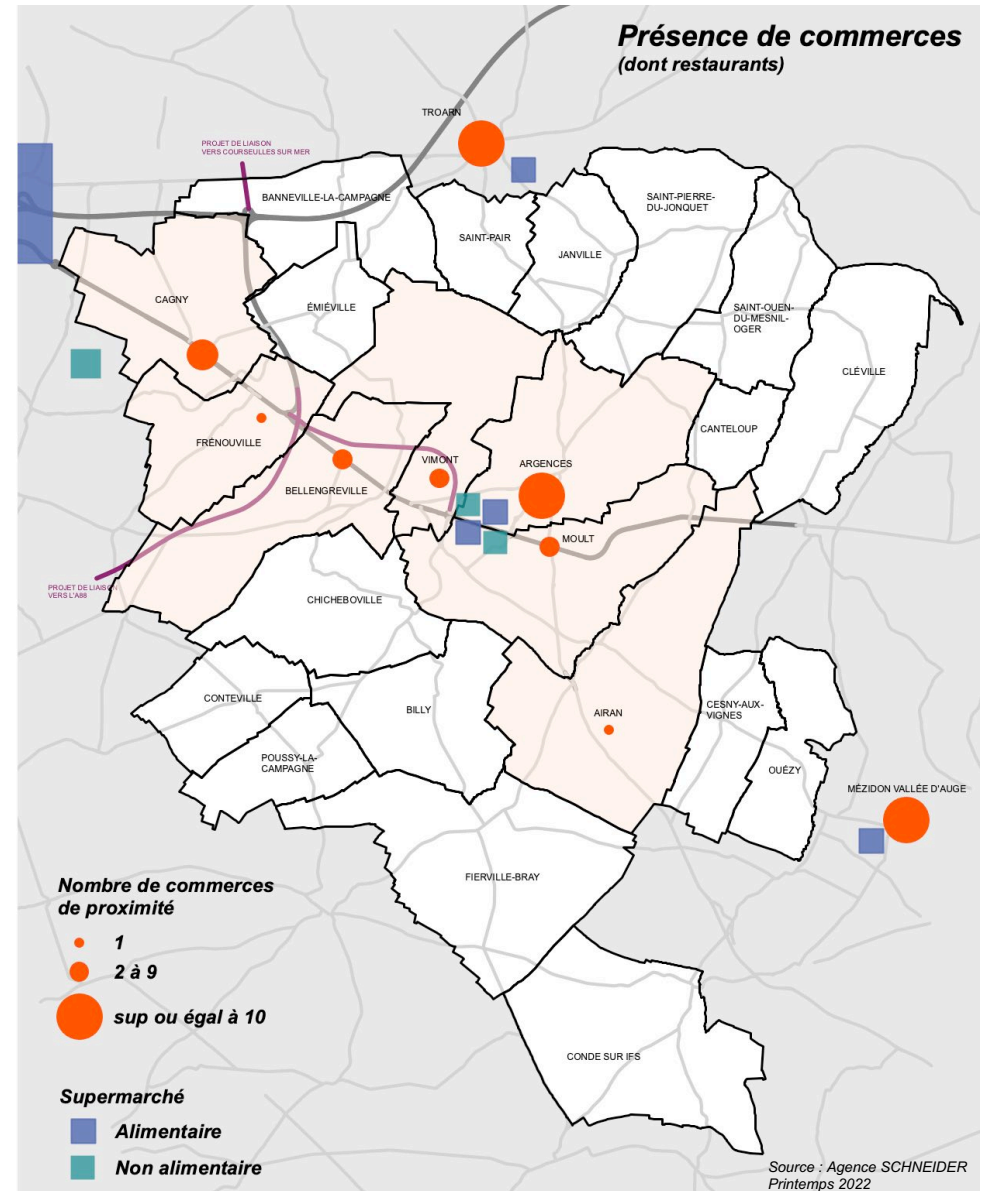 Présence de commerces
(dont restaurants)
TROARN
PROJET DE LIAISON
VERS COURSEULLES SUR MER
BANNEVILLE-LA-CAMPAGNE
SAINT-PIERRE-
DU-JONQUET
SAINT-PAIR
JANVILLE
CAGNY
ÉMIÉVILLE
SAINT-OUEN-
DU-MESNIL-
OGER
CLÉVILLE
CANTELOUP
FRÉNOUVILLE
VIMONT
ARGENCES
BELLENGREVILLE
MOULT
PROJET DE LIAISON
VERS L'A88
CHICHEBOVILLE
CONTEVILLE
BILLY
AIRAN
CESNY-AUX-
VIGNES
POUSSY-LA-
CAMPAGNE
OUÉZY
MÉZIDON VALLÉE D'AUGE
FIERVILLE-BRAY
Nombre de commerces
de proximité
1
2 à 9
sup ou égal à 10
CONDE SUR IFS
Supermarché
Alimentaire
Non alimentaire
Source : Agence SCHNEIDER
Printemps 2022